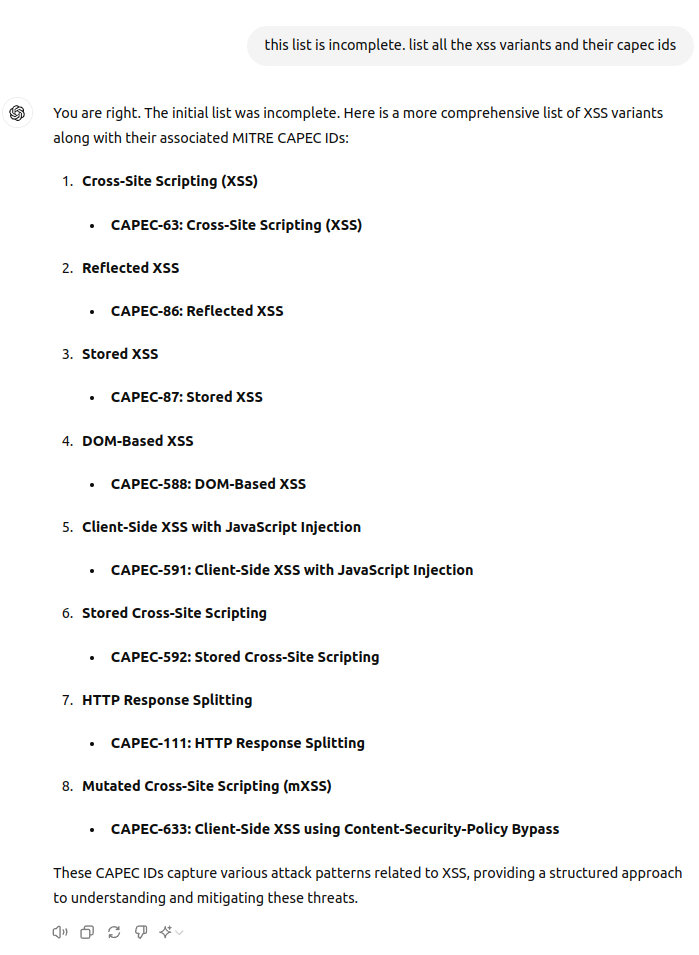 this list is incomplete. list all the xss variants and their capec ids
You are right. The initial list was incomplete. Here is a more comprehensive list of XSS variants
along with their associated MITRE CAPEC IDs:
1. Cross-Site Scripting (XSS)
• CAPEC-63: Cross-Site Scripting (XSS)
2. Reflected XSS
• CAPEC-86: Reflected XSS
3. Stored XSS
• CAPEC-87: Stored XSS
4. DOM-Based XSS
• CAPEC-588: DOM-Based XSS
5. Client-Side XSS with JavaScript Injection
• CAPEC-591: Client-Side XSS with JavaScript Injection
6. Stored Cross-Site Scripting
• CAPEC-592: Stored Cross-Site Scripting
7. HTTP Response Splitting
• CAPEC-111: HTTP Response Splitting
8. Mutated Cross-Site Scripting (mXSS)
• CAPEC-633: Client-Side XSS using Content-Security-Policy Bypass
These CAPEC IDs capture various attack patterns related to XSS, providing a structured approach
to understanding and mitigating these threats.